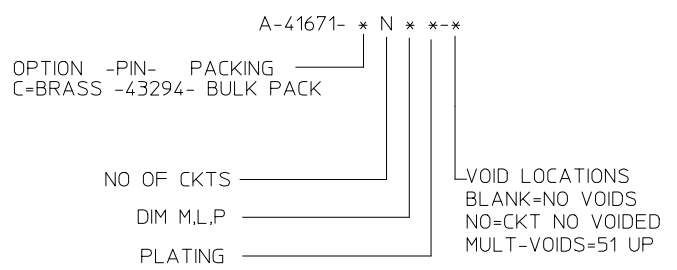 A-41671- * N * *-*
OPTION -PIN- PACKING
C=BRASS -43294- BULK PACK
NO OF CKTS
DIM M,L,P
PLATING
VOID LOCATIONS
BLANK=NO VOIDS
NO=CKT NO VOIDED
MULT-VOIDS=51 UP